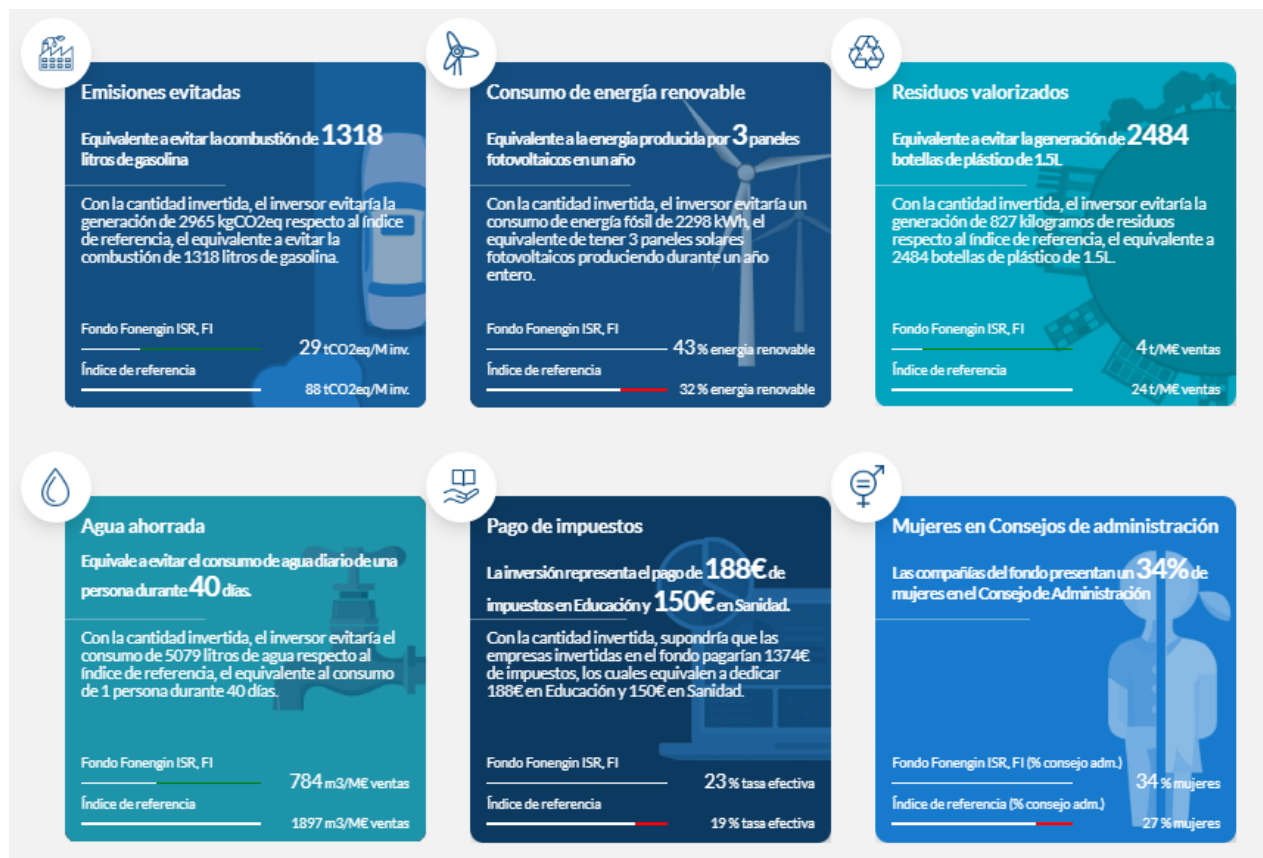 Emisiones evitadas
Equivalente a evitar la combustión de 1318
litros de gasolina
Con la cantidad invertida, el inversor evitaría la
generación de 2965 kgCO2eq respecto al índice
de referencia, el equivalente a evitar la
combustión de 1318 litros de gasolina.
Fondo Fonengin ISR, FI
29 tCO2eq/M inv.
Índice de referencia
88 tCO2eq/M inv.
Consumo de energía renovable
Equivalente a la energia producida por 3 paneles
fotovoltaicos en un año
Con la cantidad invertida, el inversor evitaría un
consumo de energía fósil de 2298 kWh, el
equivalente de tener 3 paneles solares
fotovoltaicos produciendo durante un año
entero.
Fondo Fonengin ISR, FI
43 % energia renovable
Índice de referencia
32 % energia renovable
Residuos valorizados
Equivalente a evitar la generación de 2484
botellas de plástico de 1.5L
Con la cantidad invertida, el inversor evitaría la
generación de 827 kilogramos de residuos
respecto al índice de referencia, el equivalente a
2484 botellas de plástico de 1.5L.
Fondo Fonengin ISR, FI
4 t/M€ ventas
Índice de referencia
24 t/M€ ventas
Agua ahorrada
Equivale a evitar el consumo de agua diario de una
persona durante 40 días.
Con la cantidad invertida, el inversor evitaría el
consumo de 5079 litros de agua respecto al
índice de referencia, el equivalente al consumo
de 1 persona durante 40 días.
Fondo Fonengin ISR, FI
784 m3/M€ ventas
Índice de referencia
1897 m3/M€ ventas
Pago de impuestos
La inversión representa el pago de 188€ de
impuestos en Educación y 150€ en Sanidad.
Con la cantidad invertida, supondría que las
empresas invertidas en el fondo pagarían 1374€
de impuestos, los cuales equivalen a dedicar
188€ en Educación y 150€ en Sanidad.
Fondo Fonengin ISR, FI
23 % tasa efectiva
Índice de referencia
19 % tasa efectiva
Mujeres en Consejos de administración
Las compañías del fondo presentan un 34% de
mujeres en el Consejo de Administración
Fondo Fonengin ISR, FI (% consejo adm.)
34 % mujeres
Índice de referencia (% consejo adm.)
27 % mujeres